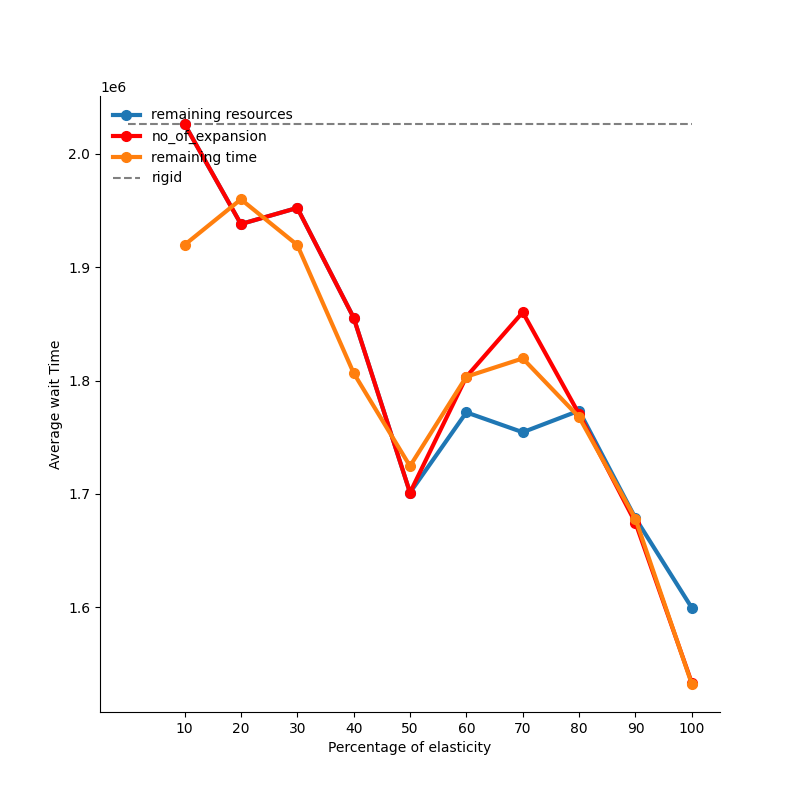 1e6
remaining resources
no_of_expansion
remaining time
rigid
2.0
1.9
1.8
1.7
1.6
Average wait Time
10 20 30 40 50 60 70 80 90 100
Percentage of elasticity